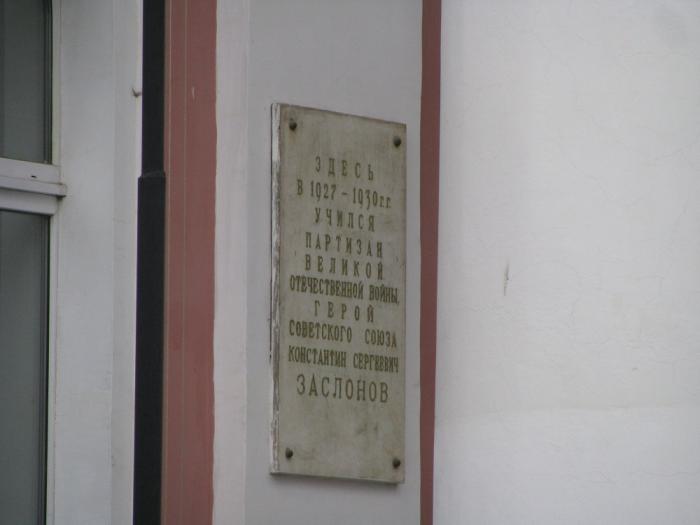 ЗДЕСЬ
В 1927-1930 г.г.
УЧИЛСЯ
ПАРТИЗАН
ВЕЛИКОЙ
ОТЕЧЕСТВЕННОЙ ВОЙНЫ,
ГЕРОЙ
СОВЕТСКОГО СОЮЗА
КОНСТАНТИН СЕРГЕЕВИЧ
ЗАСЛОНОВ